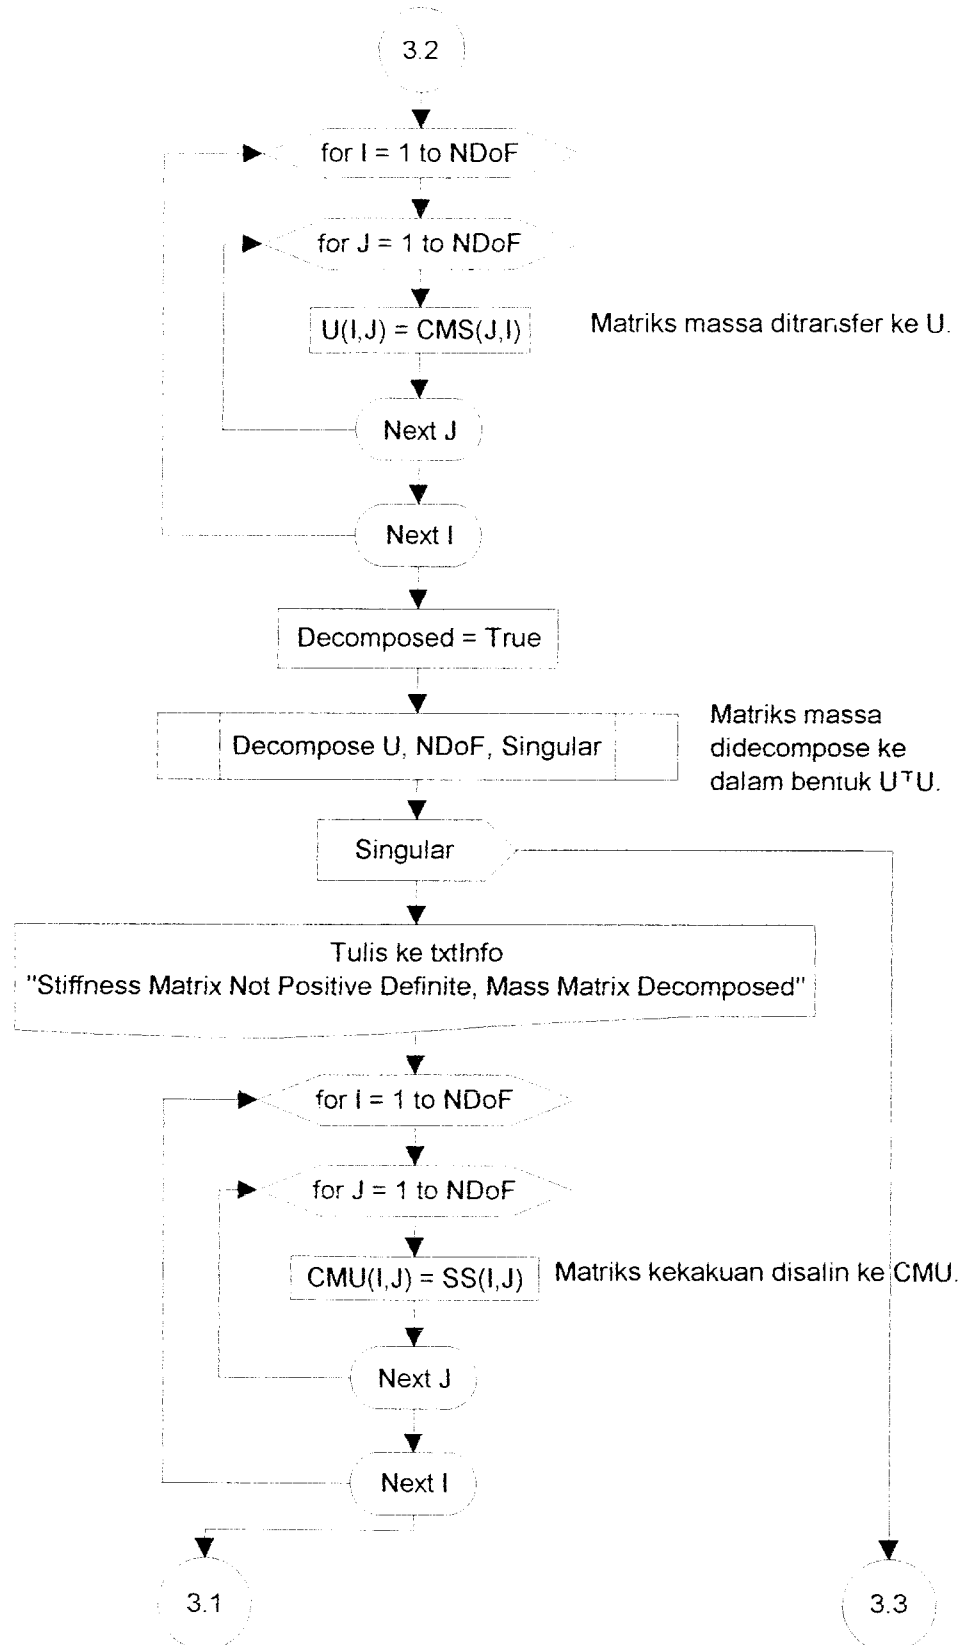 3.2
for I = 1 to NDoF
for J = 1 to NDoF
U(I,J) = CMS(J,I)
Matriks massa ditransfer ke U.
Next J
Next I
Decomposed = True
Decompose U, NDoF, Singular
Matriks massa
didecompose ke
dalam bentuk UᵀU.
Singular
Tulis ke txtInfo
"Stiffness Matrix Not Positive Definite, Mass Matrix Decomposed"
for I = 1 to NDoF
for J = 1 to NDoF
CMU(I,J) = SS(I,J)
Matriks kekakuan disalin ke CMU.
Next J
Next I
3.1
3.3